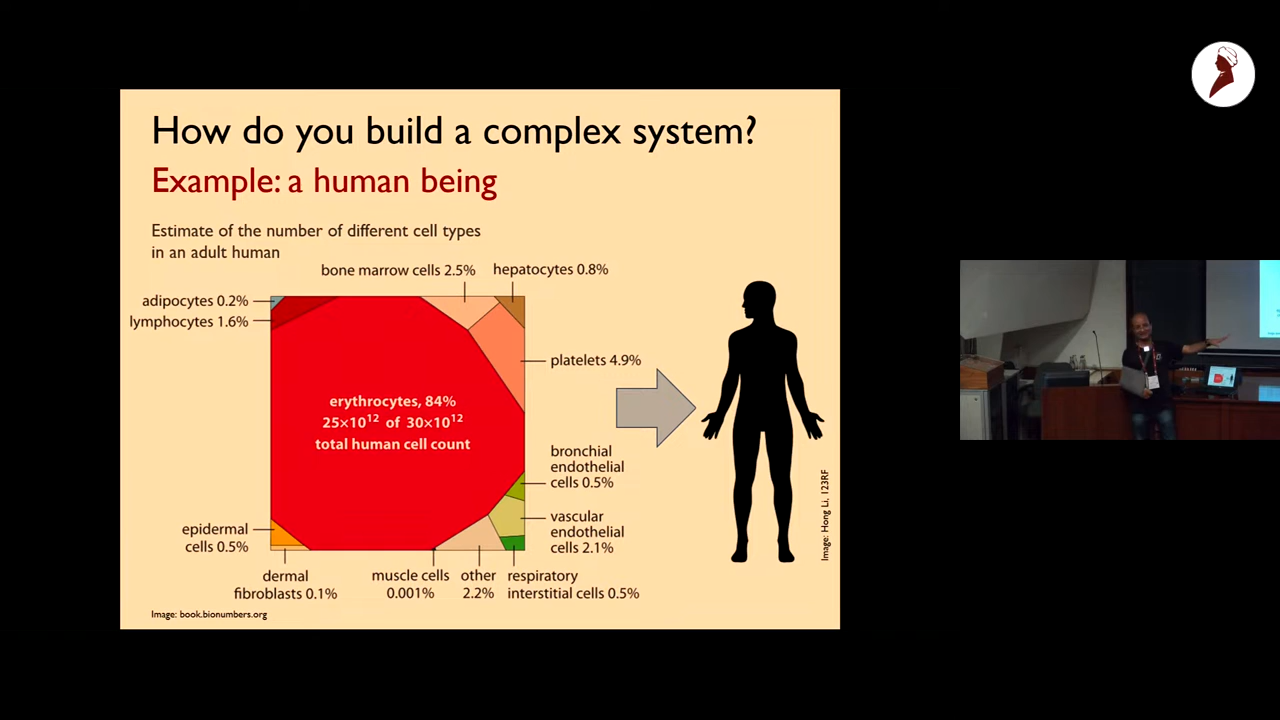 How do you build a complex system?
Example: a human being
Estimate of the number of different cell types
in an adult human
bone marrow cells 2.5%
hepatocytes 0.8%
adipocytes 0.2%
lymphocytes 1.6%
platelets 4.9%
erythrocytes, 84%
25×10¹² of 30×10¹²
total human cell count
bronchial
endothelial
cells 0.5%
vascular
endothelial
cells 2.1%
epidermal
cells 0.5%
dermal
fibroblasts 0.1%
muscle cells
0.001%
other
2.2%
respiratory
interstitial cells 0.5%
Image: book.bionumbers.org
Image: Hong Li, 123RF